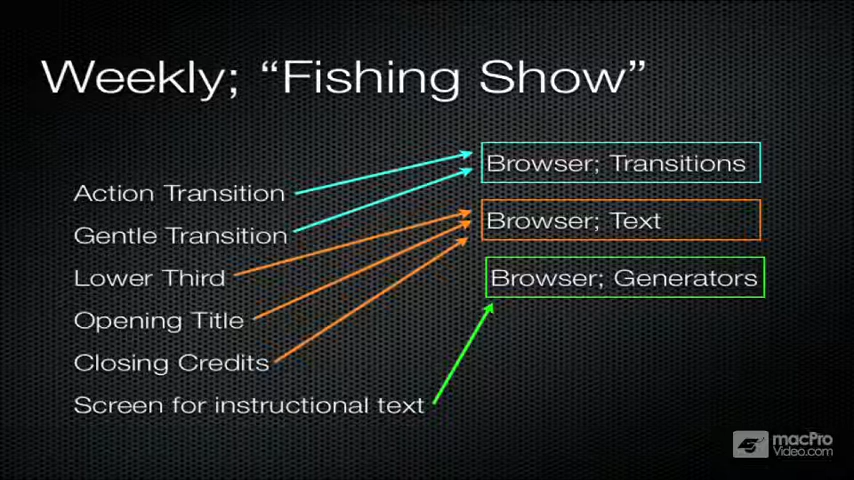 Weekly; “Fishing Show”
Action Transition
Gentle Transition
Lower Third
Opening Title
Closing Credits
Screen for instructional text
Browser; Transitions
Browser; Text
Browser; Generators
macPro
Video.com